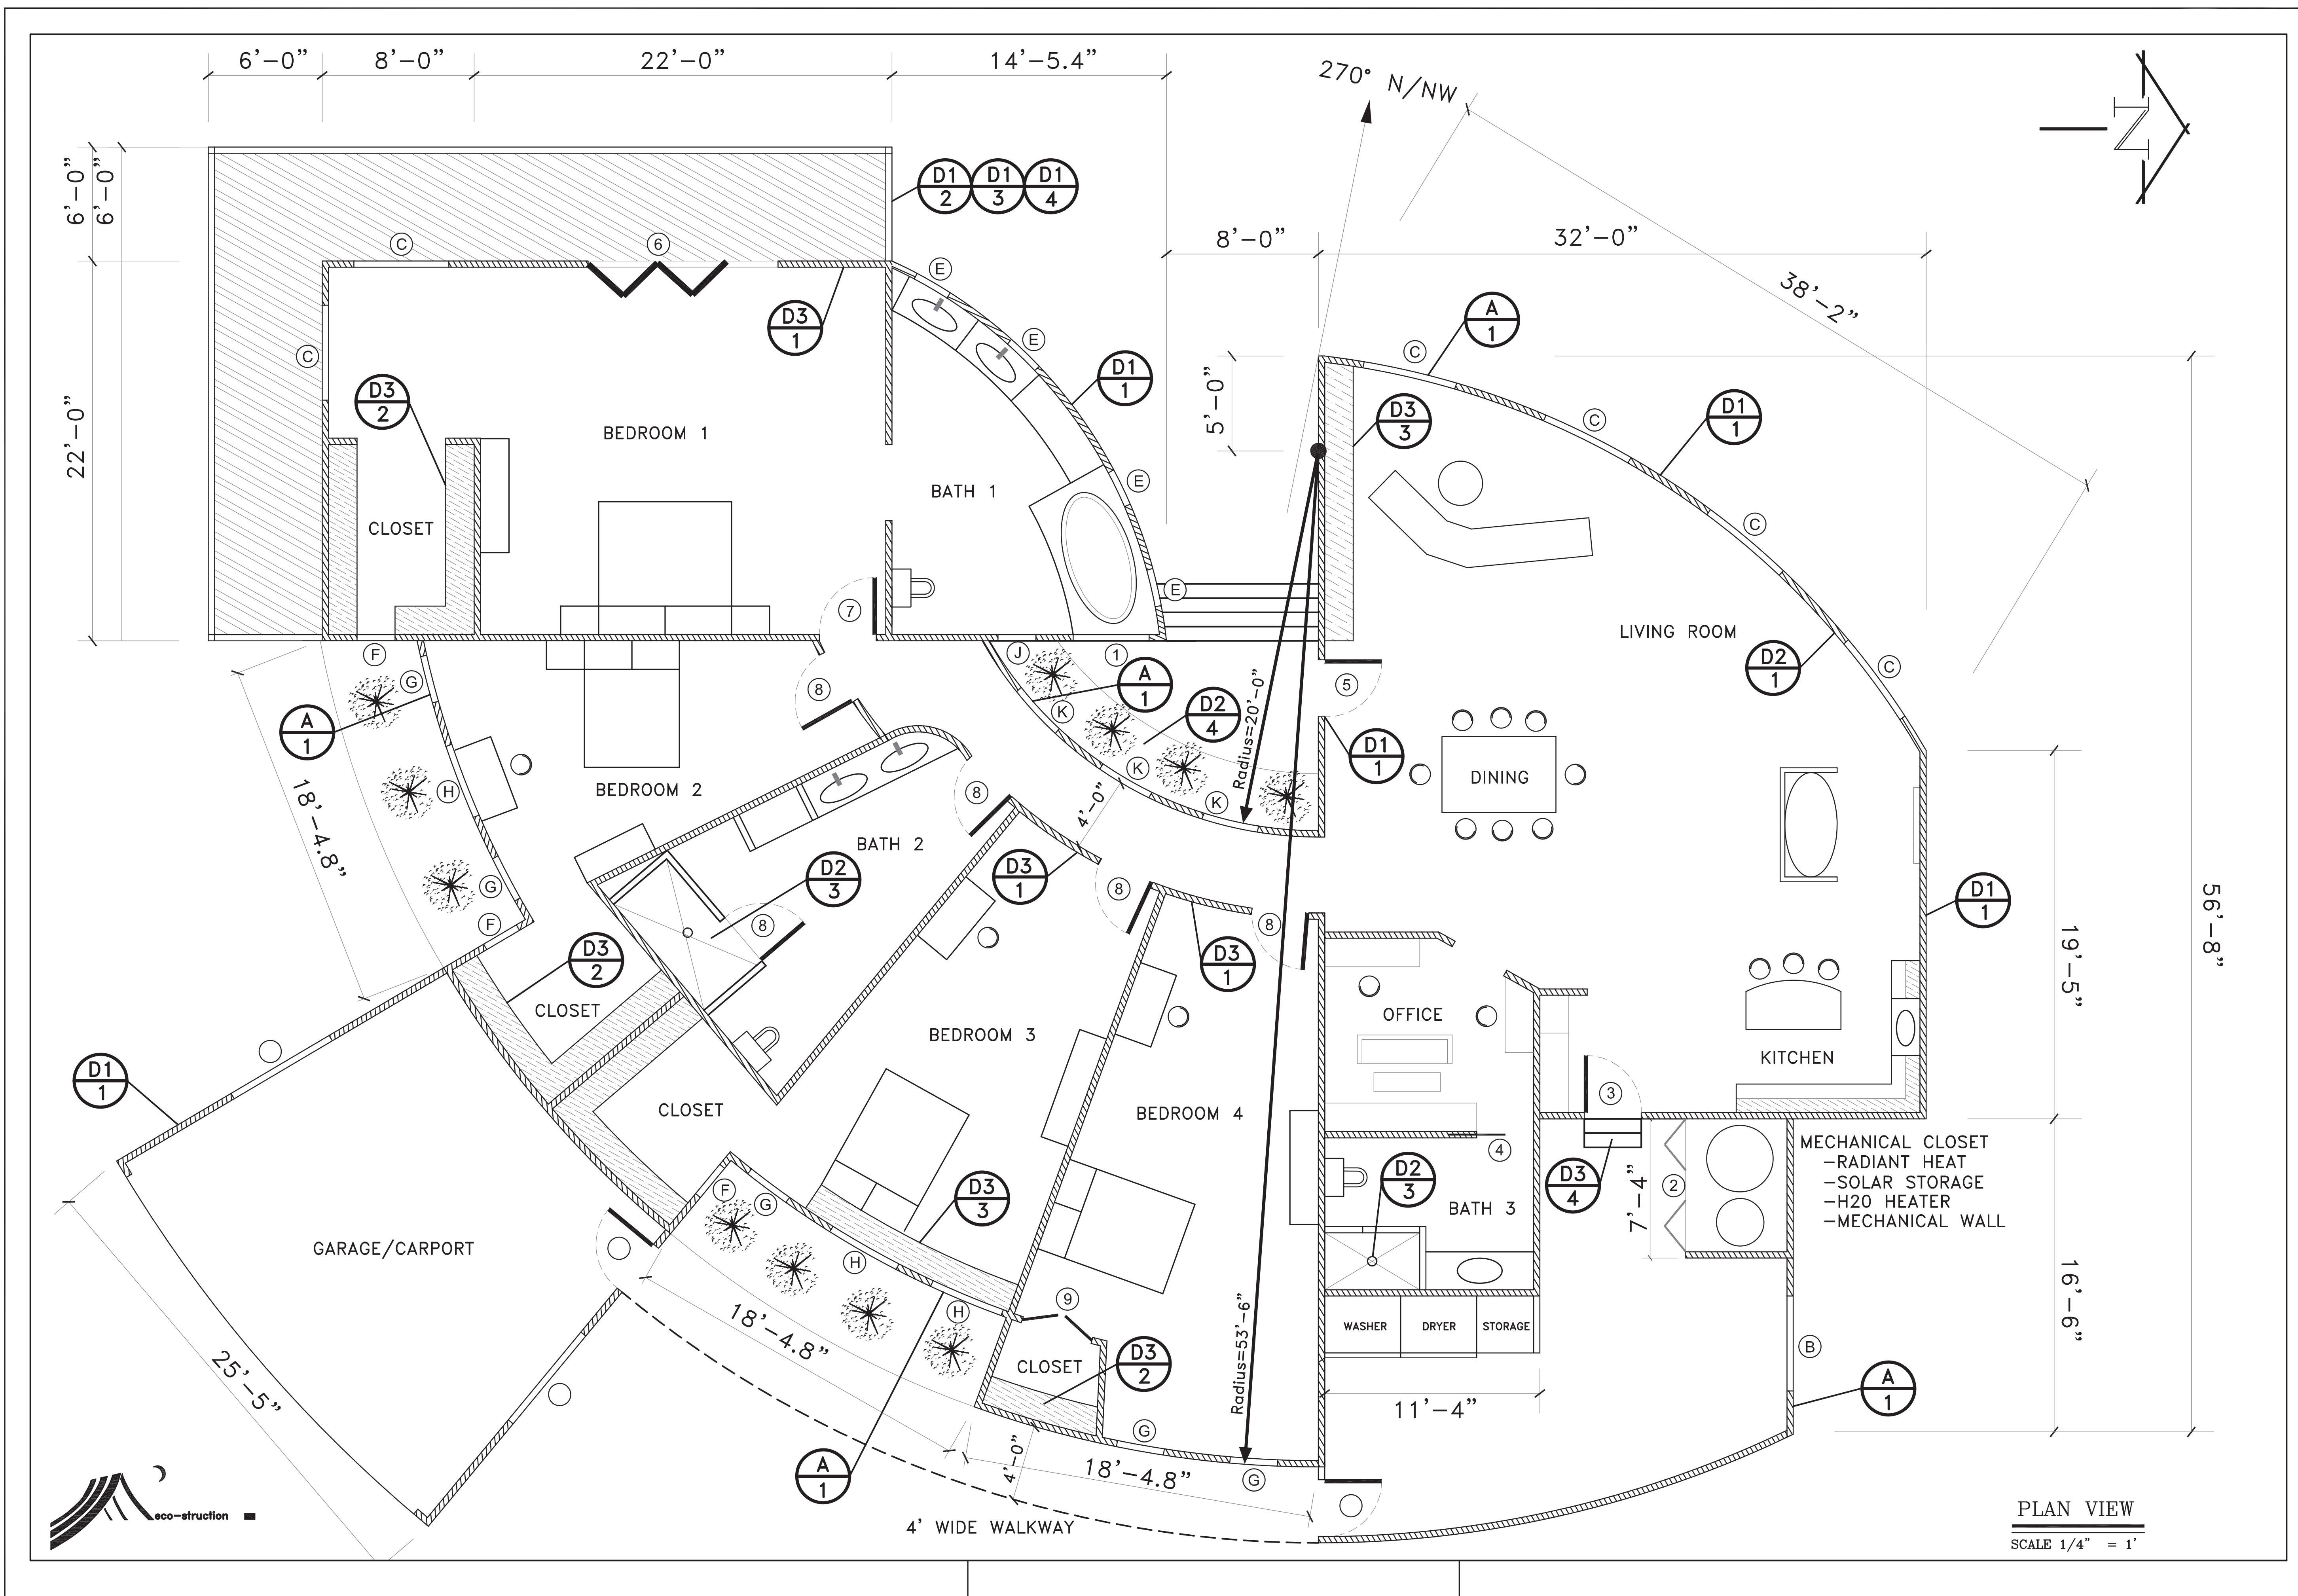 6’-0” 8’-0” 22’-0” 14’-5.4”
270° N/NW
N
6’-0” 6’-0”
D1 D1 D1
2 3 4
8’-0” 32’-0”
38’-2”
C 6 E
C
D3
1
E
A
1
C
D1
1
D3
2
5’-0”
D3
3
C
D1
1
22’-0”
BEDROOM 1
BATH 1
E
C
CLOSET
7
E
LIVING ROOM
F
G
8
J
1
A
1
K
D2
4
Radius=20’-0”
5
D2
1
C
A
1
18’-4.8”
H
BEDROOM 2
8
K
4’-0”
K
D1
1
DINING
BATH 2
D2
3
D3
1
8
G
F
8
D3
1
8
D1
1
56’-8”
19’-5”
D3
2
CLOSET
BEDROOM 3
OFFICE
KITCHEN
D1
1
CLOSET
BEDROOM 4
3
4
D3
4
7’-4”
2
MECHANICAL CLOSET
-RADIANT HEAT
-SOLAR STORAGE
-H20 HEATER
-MECHANICAL WALL
F
G
D3
3
D2
3
BATH 3
GARAGE/CARPORT
H
H
9
18’-4.8”
Radius=53’-6”
WASHER DRYER STORAGE
16’-6”
B
CLOSET
D3
2
25’-5”
11’-4”
A
1
G
A
1
4’-0”
18’-4.8”
G
4’ WIDE WALKWAY
eco-struction
PLAN VIEW
SCALE 1/4" = 1'